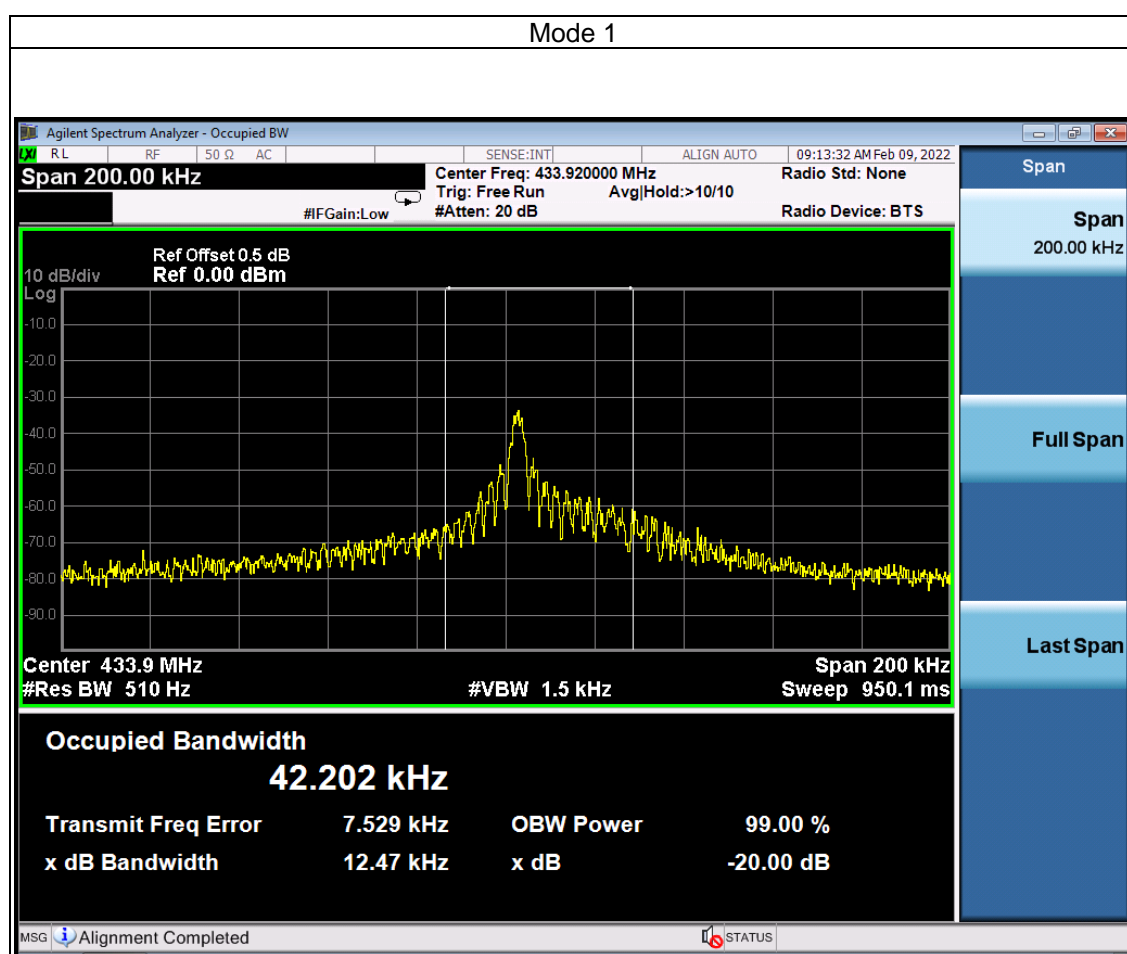 Mode 1
Agilent Spectrum Analyzer - Occupied BW
LXI RL RF 50 Ω AC SENSE:INT ALIGN AUTO 09:13:32 AM Feb 09, 2022
Span 200.00 kHz Center Freq: 433.920000 MHz Radio Std: None
Trig: Free Run Avg|Hold:>10/10
#IFGain:Low #Atten: 20 dB Radio Device: BTS
Span
Span
200.00 kHz
Full Span
Last Span
Ref Offset 0.5 dB
10 dB/div Ref 0.00 dBm
Log
-10.0
-20.0
-30.0
-40.0
-50.0
-60.0
-70.0
-80.0
-90.0
Center 433.9 MHz Span 200 kHz
#Res BW 510 Hz #VBW 1.5 kHz Sweep 950.1 ms
Occupied Bandwidth
42.202 kHz
Transmit Freq Error 7.529 kHz OBW Power 99.00 %
x dB Bandwidth 12.47 kHz x dB -20.00 dB
MSG Alignment Completed STATUS